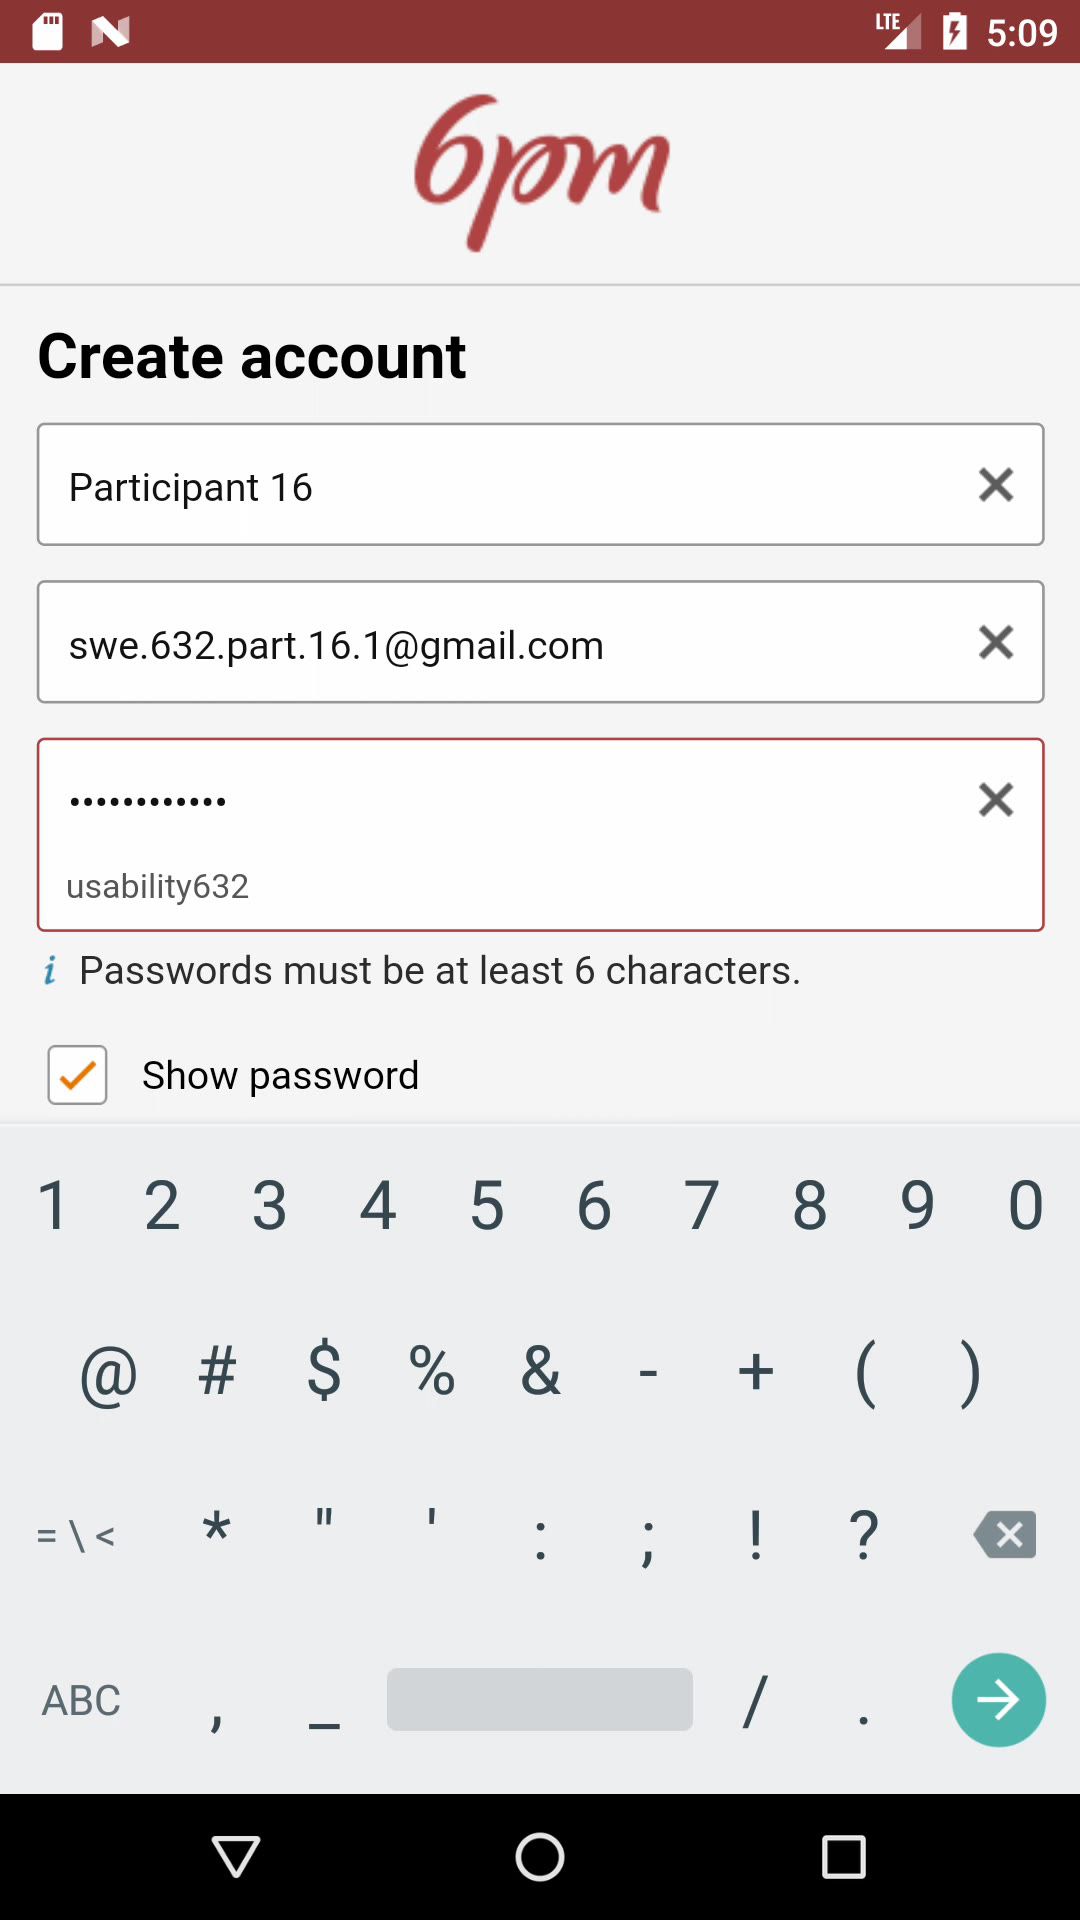 LTE 5:09
6pm
Create account
Participant 16
swe.632.part.16.1@gmail.com
••••••••••••
usability632
i Passwords must be at least 6 characters.
Show password
1 2 3 4 5 6 7 8 9 0
@ # $ % & - + ( )
= \ < * " ' : ; ! ?
ABC , _ / .